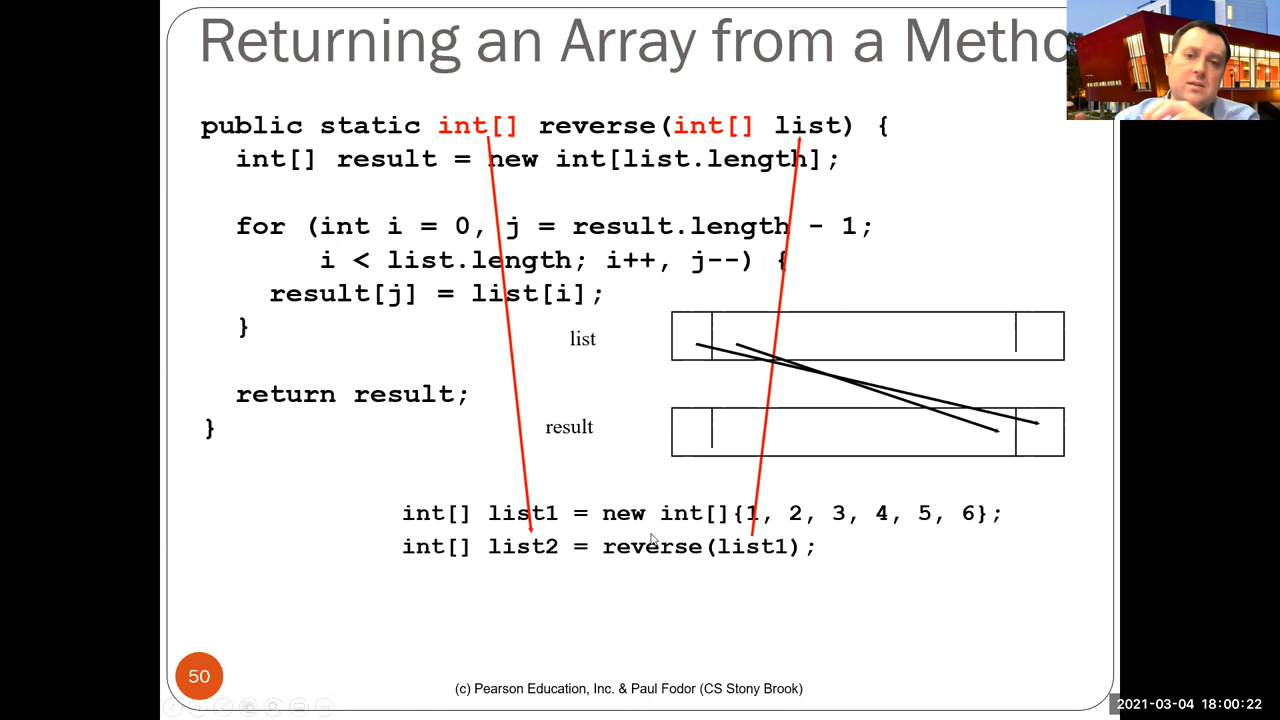 Returning an Array from a Metho
public static int[] reverse(int[] list) {
int[] result = new int[list.length];
for (int i = 0, j = result.length - 1;
i < list.length; i++, j--) {
result[j] = list[i];
}
list
return result;
result
}
int[] list1 = new int[]{1, 2, 3, 4, 5, 6};
int[] list2 = reverse(list1);
50
(c) Pearson Education, Inc. & Paul Fodor (CS Stony Brook)
2021-03-04 18:00:22